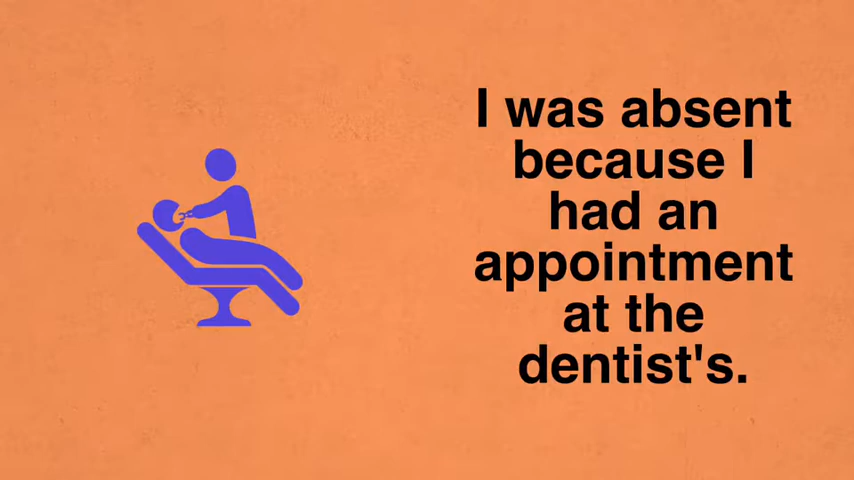 I was absent
because I
had an
appointment
at the
dentist's.